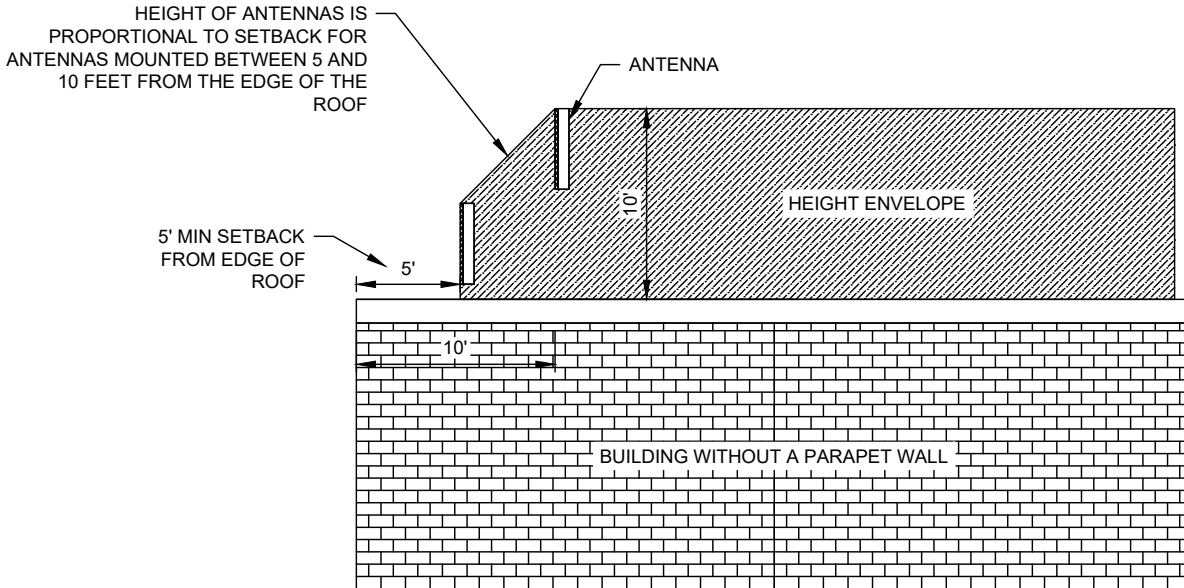 HEIGHT OF ANTENNAS IS
PROPORTIONAL TO SETBACK FOR
ANTENNAS MOUNTED BETWEEN 5 AND
10 FEET FROM THE EDGE OF THE
ROOF
ANTENNA
10'
HEIGHT ENVELOPE
5' MIN SETBACK
FROM EDGE OF
ROOF
5'
10'
BUILDING WITHOUT A PARAPET WALL